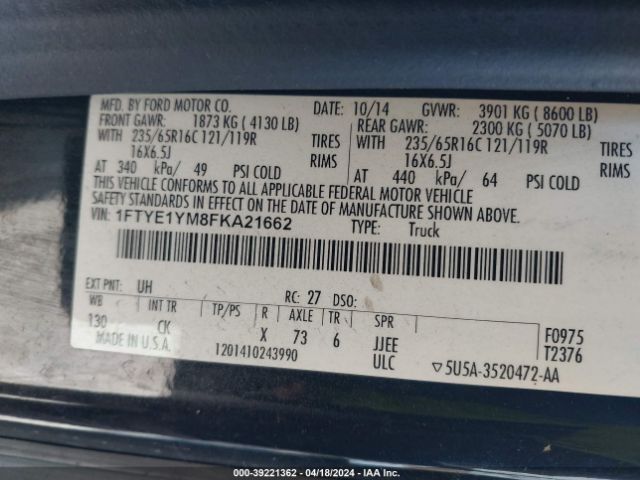 MFD. BY FORD MOTOR CO. DATE: 10/14 GVWR: 3901 KG ( 8600 LB)
FRONT GAWR: 1873 KG ( 4130 LB) REAR GAWR: 2300 KG ( 5070 LB)
WITH 235/65R16C 121/119R TIRES WITH 235/65R16C 121/119R TIRES
16X6.5J RIMS 16X6.5J RIMS
AT 340 kPa/ 49 PSI COLD AT 440 kPa/ 64 PSI COLD
THIS VEHICLE CONFORMS TO ALL APPLICABLE FEDERAL MOTOR VEHICLE
SAFETY STANDARDS IN EFFECT ON THE DATE OF MANUFACTURE SHOWN ABOVE.
VIN: 1FTYE1YM8FKA21662 TYPE: Truck
EXT PNT: UH RC: 27 DSO:
WB INT TR TP/PS R AXLE TR SPR
130 CK X 73 6 JJEE F0975
MADE IN U.S.A. 1201410243990 ULC T2376
▽5U5A-3520472-AA
000-39221362 - 04/18/2024 - IAA Inc.